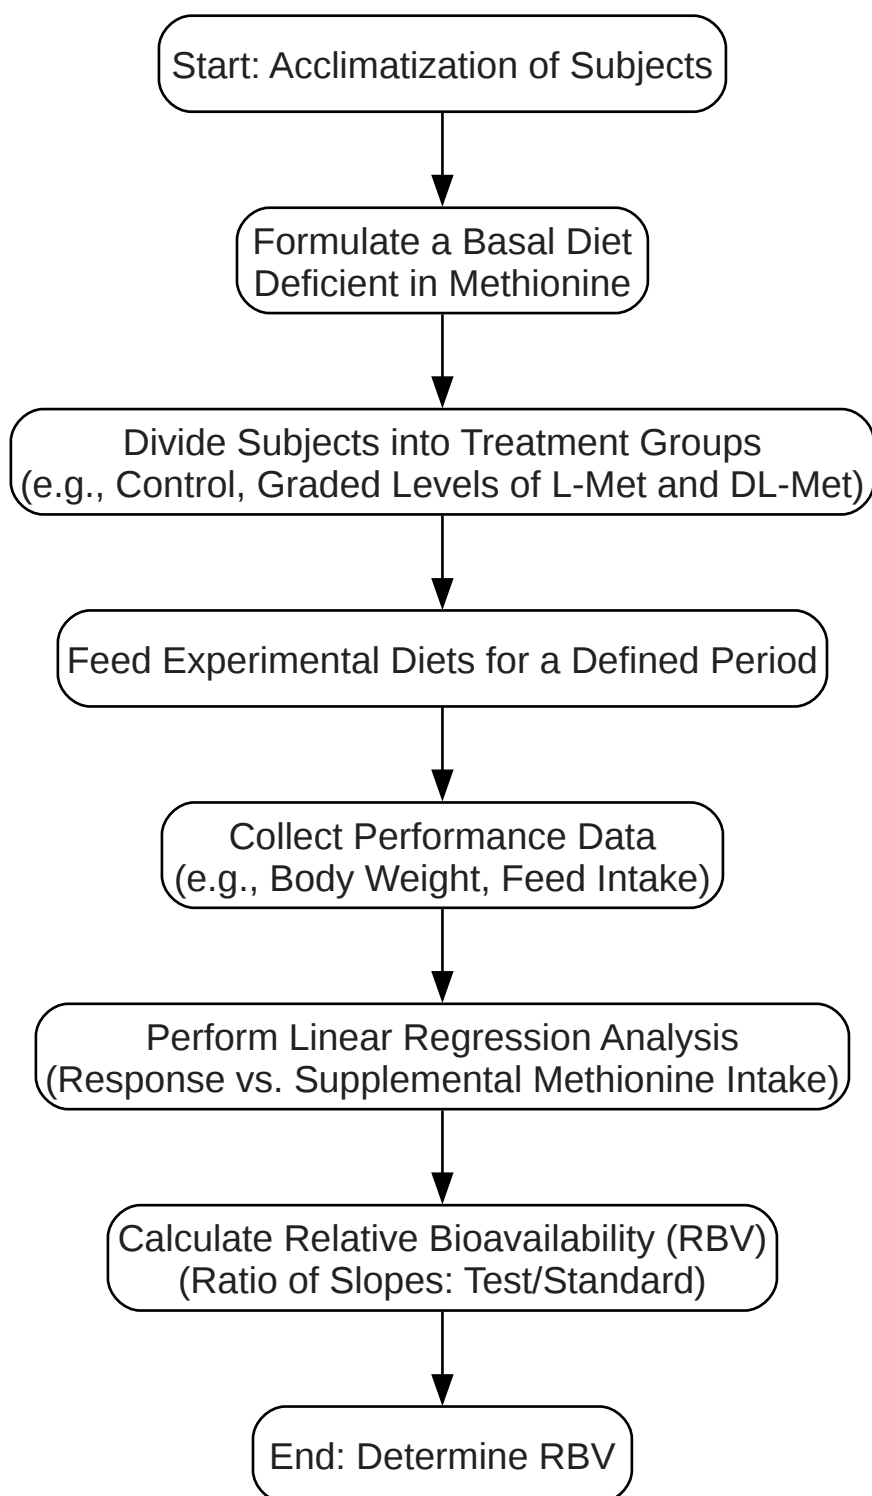 Start: Acclimatization of Subjects
Formulate a Basal Diet
Deficient in Methionine
Divide Subjects into Treatment Groups
(e.g., Control, Graded Levels of L-Met and DL-Met)
Feed Experimental Diets for a Defined Period
Collect Performance Data
(e.g., Body Weight, Feed Intake)
Perform Linear Regression Analysis
(Response vs. Supplemental Methionine Intake)
Calculate Relative Bioavailability (RBV)
(Ratio of Slopes: Test/Standard)
End: Determine RBV